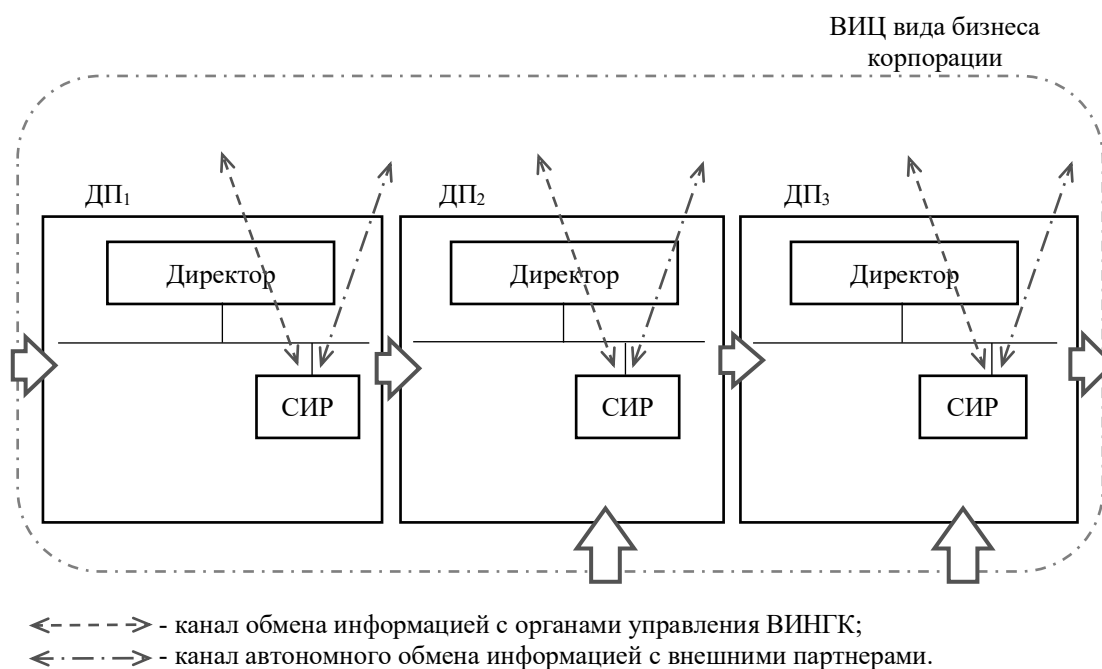 ВИЦ вида бизнеса
корпорации
ДП₁
ДП₂
ДП₃
Директор
Директор
Директор
СИР
СИР
СИР
- канал обмена информацией с органами управления ВИНГК;
- канал автономного обмена информацией с внешними партнерами.